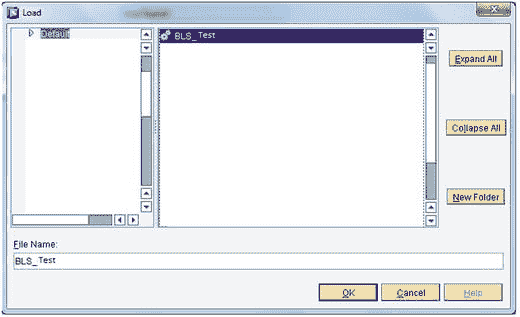 Load
Default
BLS_Test
Expand All
Collapse All
New Folder
File Name:
BLS_Test
OK
Cancel
Help